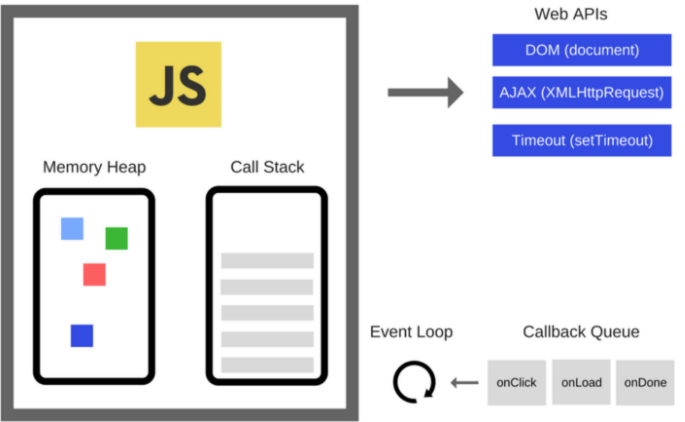 Web APIs
DOM (document)
JS
AJAX (XMLHttpRequest)
Timeout (setTimeout)
Memory Heap
Call Stack
Event Loop
Callback Queue
onClick
onLoad
onDone